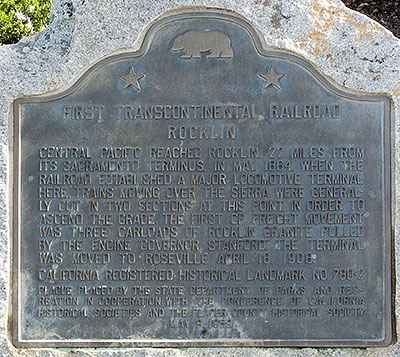 FIRST TRANSCONTINENTAL RAILROAD
ROCKLIN
CENTRAL PACIFIC REACHED ROCKLIN, 22 MILES FROM
ITS SACRAMENTO TERMINUS, IN MAY 1864, WHEN THE
RAILROAD ESTABLISHED A MAJOR LOCOMOTIVE TERMINAL
HERE. TRAINS MOVING OVER THE SIERRA WERE GENERAL-
LY CUT IN TWO SECTIONS AT THIS POINT IN ORDER TO
ASCEND THE GRADE. THE FIRST CP FREIGHT MOVEMENT
WAS THREE CARLOADS OF ROCKLIN GRANITE PULLED
BY THE ENGINE GOVERNOR STANFORD. THE TERMINAL
WAS MOVED TO ROSEVILLE APRIL 18, 1908.
CALIFORNIA REGISTERED HISTORICAL LANDMARK NO. 780-2
PLAQUE PLACED BY THE STATE DEPARTMENT OF PARKS AND REC-
REATION IN COOPERATION WITH THE CONFERENCE OF CALIFORNIA
HISTORICAL SOCIETIES AND THE PLACER COUNTY HISTORICAL SOCIETY
MAY 5,